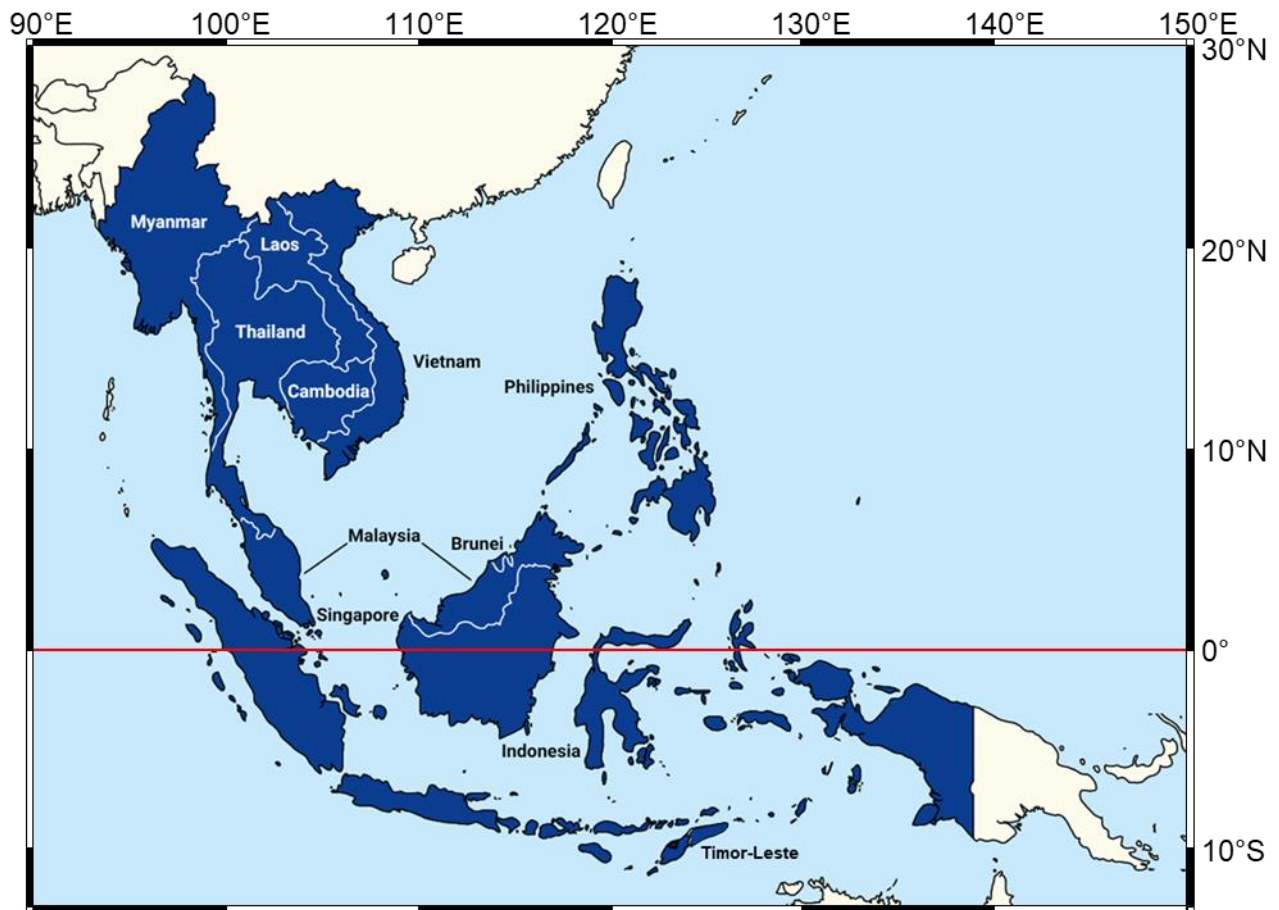 90°E
100°E
110°E
120°E
130°E
140°E
150°E
30°N
Myanmar
Laos
20°N
Thailand
Vietnam
Cambodia
Philippines
10°N
Malaysia
Brunei
Singapore
0°
Indonesia
Timor-Leste
10°S